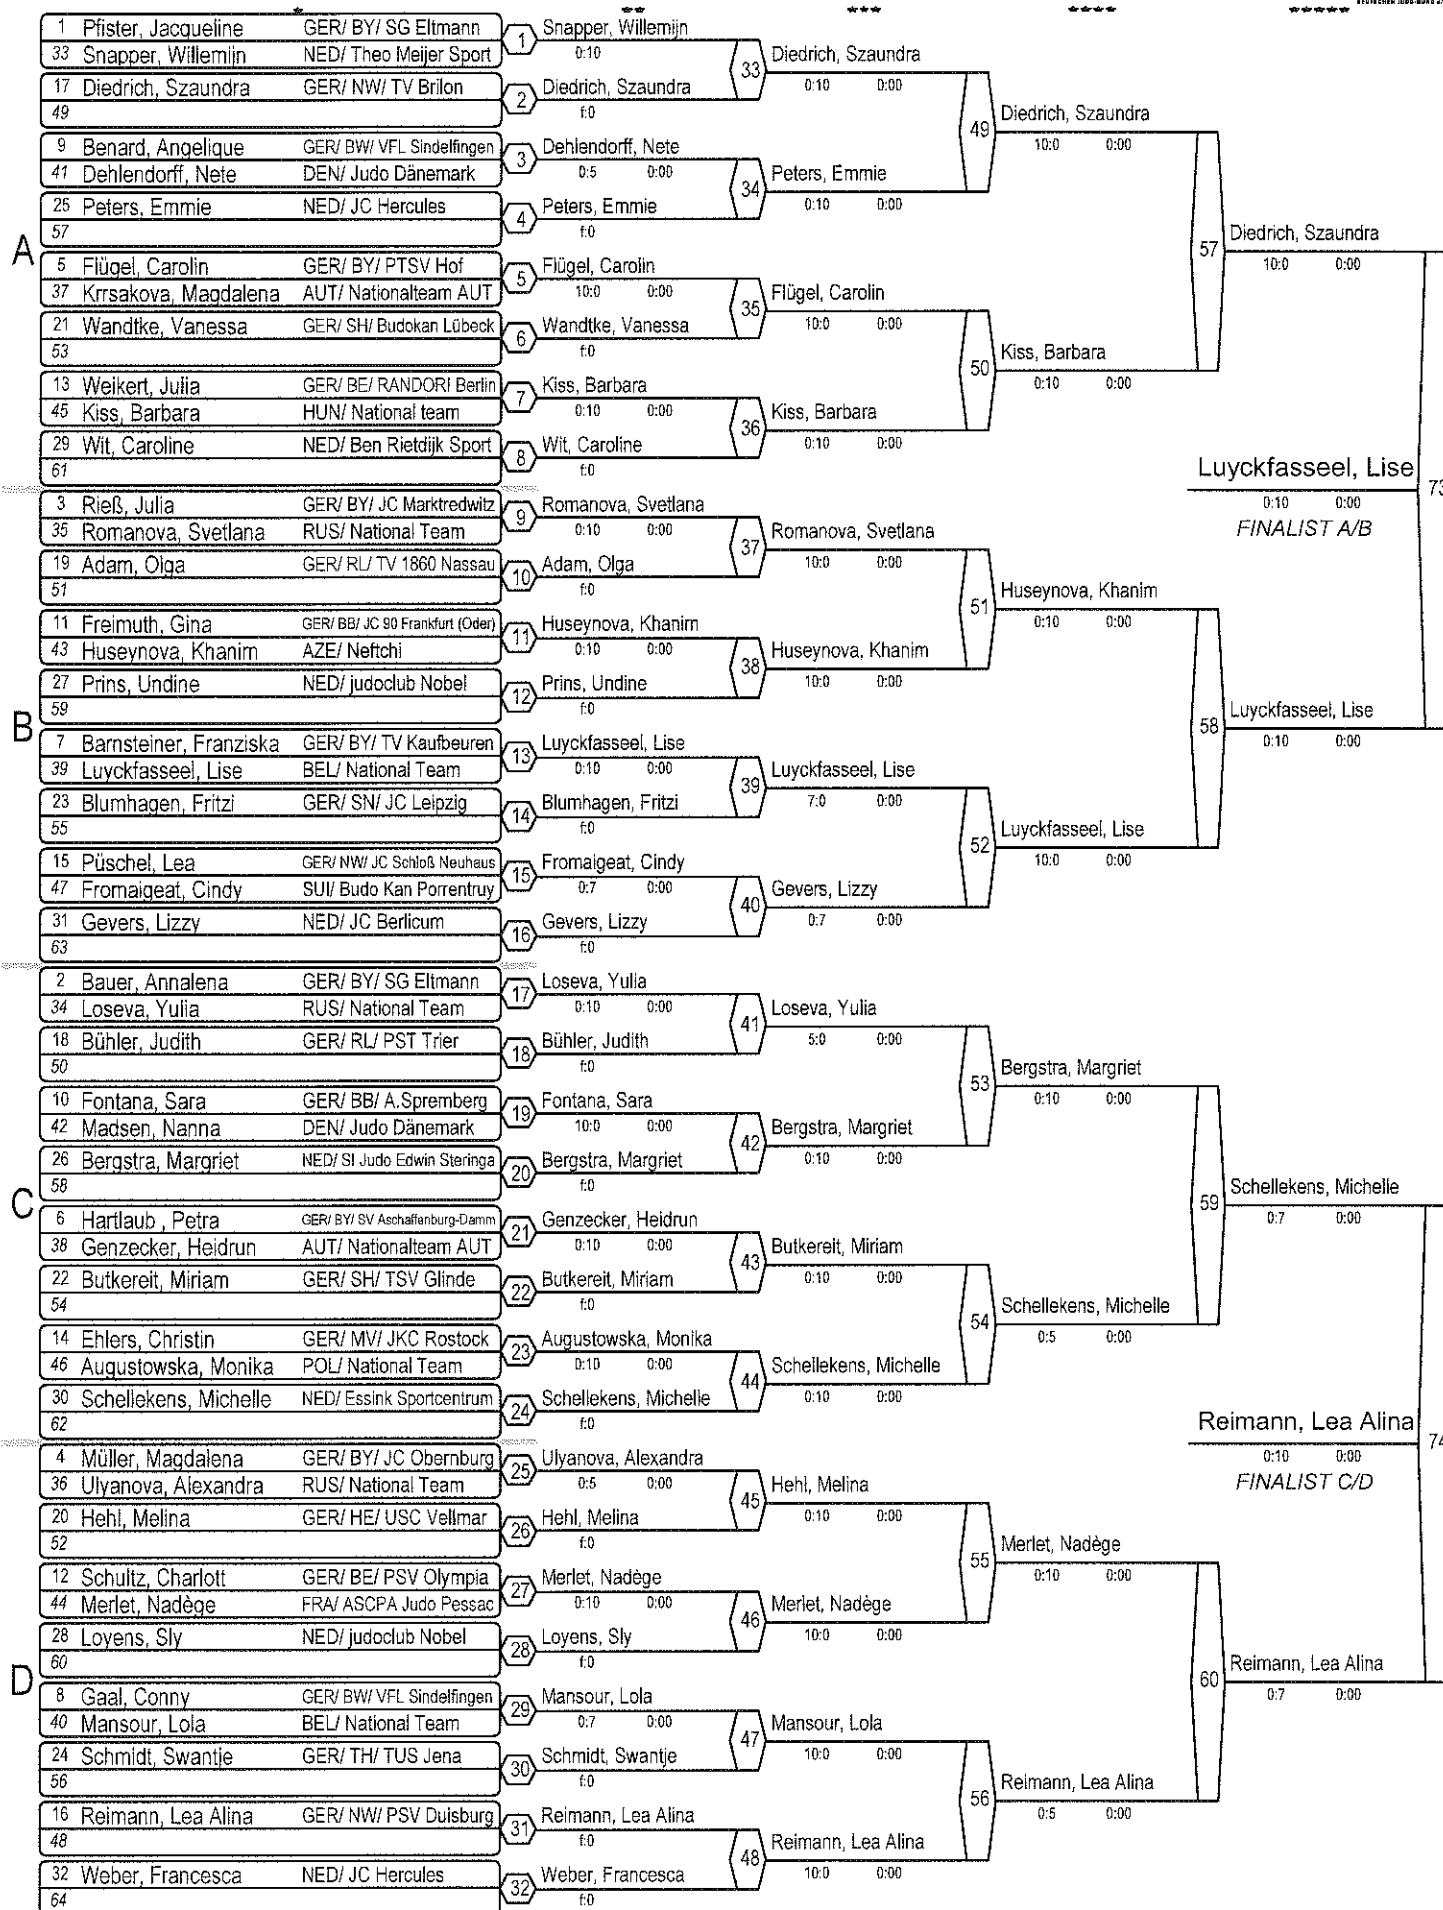 * ** *** **** *****
A
1 Pfister, Jacqueline GER/ BY/ SG Eltmann
33 Snapper, Willemijn NED/ Theo Meijer Sport
1 Snapper, Willemijn
0:10
17 Diedrich, Szaundra GER/ NW/ TV Brilon
49
2 Diedrich, Szaundra
f:0
33 Diedrich, Szaundra
0:10 0:00
9 Benard, Angelique GER/ BW/ VFL Sindelfingen
41 Dehlendorff, Nete DEN/ Judo Dänemark
3 Dehlendorff, Nete
0:5 0:00
25 Peters, Emmie NED/ JC Hercules
57
4 Peters, Emmie
f:0
34 Peters, Emmie
0:10 0:00
49 Diedrich, Szaundra
10:0 0:00
5 Flügel, Carolin GER/ BY/ PTSV Hof
37 Krrsakova, Magdalena AUT/ Nationalteam AUT
5 Flügel, Carolin
10:0 0:00
21 Wandtke, Vanessa GER/ SH/ Budokan Lübeck
53
6 Wandtke, Vanessa
f:0
35 Flügel, Carolin
10:0 0:00
13 Weikert, Julia GER/ BE/ RANDORI Berlin
45 Kiss, Barbara HUN/ National team
7 Kiss, Barbara
0:10 0:00
29 Wit, Caroline NED/ Ben Rietdijk Sport
61
8 Wit, Caroline
f:0
36 Kiss, Barbara
0:10 0:00
50 Kiss, Barbara
0:10 0:00
57 Diedrich, Szaundra
10:0 0:00
Luyckfasseel, Lise 73
0:10 0:00
FINALIST A/B
B
3 Rieß, Julia GER/ BY/ JC Marktredwitz
35 Romanova, Svetlana RUS/ National Team
9 Romanova, Svetlana
0:10 0:00
19 Adam, Olga GER/ RL/ TV 1860 Nassau
51
10 Adam, Olga
f:0
37 Romanova, Svetlana
10:0 0:00
11 Freimuth, Gina GER/ BB/ JC 90 Frankfurt (Oder)
43 Huseynova, Khanim AZE/ Neftchi
11 Huseynova, Khanim
0:10 0:00
27 Prins, Undine NED/ judoclub Nobel
59
12 Prins, Undine
f:0
38 Huseynova, Khanim
10:0 0:00
51 Huseynova, Khanim
0:10 0:00
7 Barnsteiner, Franziska GER/ BY/ TV Kaufbeuren
39 Luyckfasseel, Lise BEL/ National Team
13 Luyckfasseel, Lise
0:10 0:00
23 Blumhagen, Fritzi GER/ SN/ JC Leipzig
55
14 Blumhagen, Fritzi
f:0
39 Luyckfasseel, Lise
7:0 0:00
15 Püschel, Lea GER/ NW/ JC Schloß Neuhaus
47 Fromaigeat, Cindy SUI/ Budo Kan Porrentruy
15 Fromaigeat, Cindy
0:7 0:00
31 Gevers, Lizzy NED/ JC Berlicum
63
16 Gevers, Lizzy
f:0
40 Gevers, Lizzy
0:7 0:00
52 Luyckfasseel, Lise
10:0 0:00
58 Luyckfasseel, Lise
0:10 0:00
C
2 Bauer, Annalena GER/ BY/ SG Eltmann
34 Loseva, Yulia RUS/ National Team
17 Loseva, Yulia
0:10 0:00
18 Bühler, Judith GER/ RL/ PST Trier
50
18 Bühler, Judith
f:0
41 Loseva, Yulia
5:0 0:00
10 Fontana, Sara GER/ BB/ A.Spremberg
42 Madsen, Nanna DEN/ Judo Dänemark
19 Fontana, Sara
10:0 0:00
26 Bergstra, Margriet NED/ SI Judo Edwin Steringa
58
20 Bergstra, Margriet
f:0
42 Bergstra, Margriet
0:10 0:00
53 Bergstra, Margriet
0:10 0:00
6 Hartlaub , Petra GER/ BY/ SV Aschaffenburg-Damm
38 Genzecker, Heidrun AUT/ Nationalteam AUT
21 Genzecker, Heidrun
0:10 0:00
22 Butkereit, Miriam GER/ SH/ TSV Glinde
54
22 Butkereit, Miriam
f:0
43 Butkereit, Miriam
0:10 0:00
14 Ehlers, Christin GER/ MV/ JKC Rostock
46 Augustowska, Monika POL/ National Team
23 Augustowska, Monika
0:10 0:00
30 Schellekens, Michelle NED/ Essink Sportcentrum
62
24 Schellekens, Michelle
f:0
44 Schellekens, Michelle
0:10 0:00
54 Schellekens, Michelle
0:5 0:00
59 Schellekens, Michelle
0:7 0:00
Reimann, Lea Alina 74
0:10 0:00
FINALIST C/D
D
4 Müller, Magdalena GER/ BY/ JC Obernburg
36 Ulyanova, Alexandra RUS/ National Team
25 Ulyanova, Alexandra
0:5 0:00
20 Hehl, Melina GER/ HE/ USC Vellmar
52
26 Hehl, Melina
f:0
45 Hehl, Melina
0:10 0:00
12 Schultz, Charlott GER/ BE/ PSV Olympia
44 Merlet, Nadège FRA/ ASCPA Judo Pessac
27 Merlet, Nadège
0:10 0:00
28 Loyens, Sly NED/ judoclub Nobel
60
28 Loyens, Sly
f:0
46 Merlet, Nadège
10:0 0:00
55 Merlet, Nadège
0:10 0:00
8 Gaal, Conny GER/ BW/ VFL Sindelfingen
40 Mansour, Lola BEL/ National Team
29 Mansour, Lola
0:7 0:00
24 Schmidt, Swantje GER/ TH/ TUS Jena
56
30 Schmidt, Swantje
f:0
47 Mansour, Lola
10:0 0:00
16 Reimann, Lea Alina GER/ NW/ PSV Duisburg
48
31 Reimann, Lea Alina
f:0
32 Weber, Francesca NED/ JC Hercules
64
32 Weber, Francesca
f:0
48 Reimann, Lea Alina
10:0 0:00
56 Reimann, Lea Alina
0:5 0:00
60 Reimann, Lea Alina
0:7 0:00